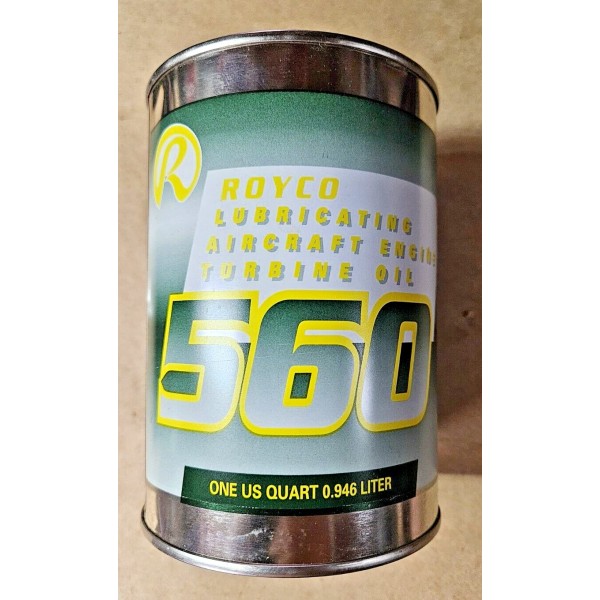 R
ROYCO
LUBRICATING
AIRCRAFT ENGINE
TURBINE OIL
560
ONE US QUART 0.946 LITER